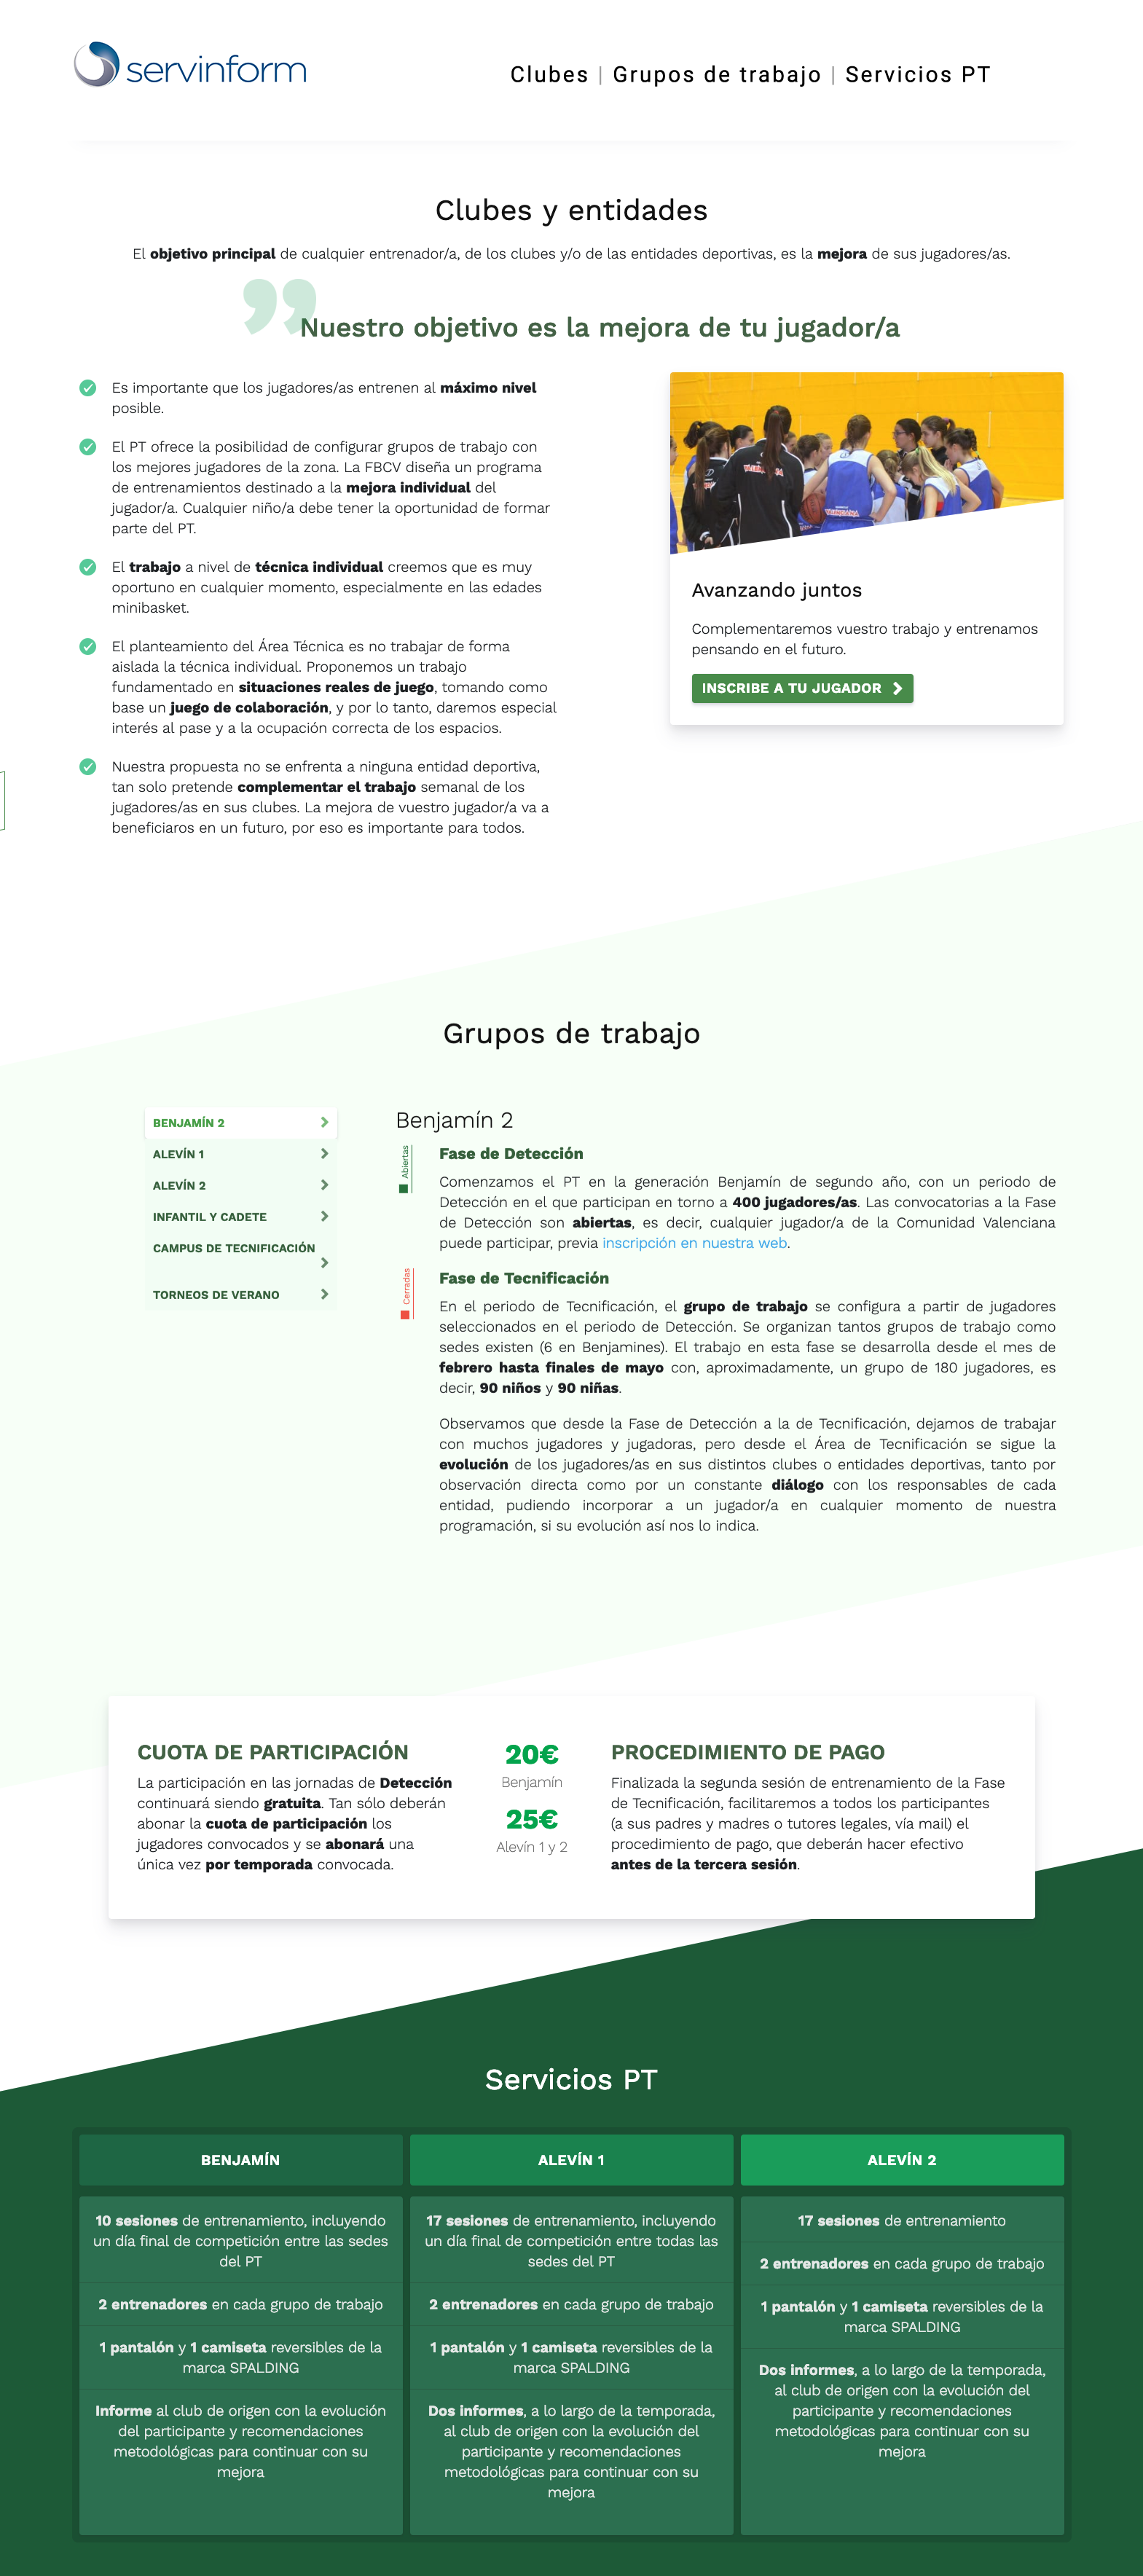 servinform
Clubes | Grupos de trabajo | Servicios PT
Clubes y entidades
El objetivo principal de cualquier entrenador/a, de los clubes y/o de las entidades deportivas, es la mejora de sus jugadores/as.
Nuestro objetivo es la mejora de tu jugador/a
Es importante que los jugadores/as entrenen al máximo nivel
posible.
El PT ofrece la posibilidad de configurar grupos de trabajo con
los mejores jugadores de la zona. La FBCV diseña un programa
de entrenamientos destinado a la mejora individual del
jugador/a. Cualquier niño/a debe tener la oportunidad de formar
parte del PT.
El trabajo a nivel de técnica individual creemos que es muy
oportuno en cualquier momento, especialmente en las edades
minibasket.
El planteamiento del Área Técnica es no trabajar de forma
aislada la técnica individual. Proponemos un trabajo
fundamentado en situaciones reales de juego, tomando como
base un juego de colaboración, y por lo tanto, daremos especial
interés al pase y a la ocupación correcta de los espacios.
Nuestra propuesta no se enfrenta a ninguna entidad deportiva,
tan solo pretende complementar el trabajo semanal de los
jugadores/as en sus clubes. La mejora de vuestro jugador/a va a
beneficiaros en un futuro, por eso es importante para todos.
Avanzando juntos
Complementaremos vuestro trabajo y entrenamos
pensando en el futuro.
INSCRIBE A TU JUGADOR
Grupos de trabajo
BENJAMÍN 2
ALEVÍN 1
ALEVÍN 2
INFANTIL Y CADETE
CAMPUS DE TECNIFICACIÓN
TORNEOS DE VERANO
Benjamín 2
Abiertas
Fase de Detección
Comenzamos el PT en la generación Benjamín de segundo año, con un periodo de
Detección en el que participan en torno a 400 jugadores/as. Las convocatorias a la Fase
de Detección son abiertas, es decir, cualquier jugador/a de la Comunidad Valenciana
puede participar, previa inscripción en nuestra web.
Cerradas
Fase de Tecnificación
En el periodo de Tecnificación, el grupo de trabajo se configura a partir de jugadores
seleccionados en el periodo de Detección. Se organizan tantos grupos de trabajo como
sedes existen (6 en Benjamines). El trabajo en esta fase se desarrolla desde el mes de
febrero hasta finales de mayo con, aproximadamente, un grupo de 180 jugadores, es
decir, 90 niños y 90 niñas.
Observamos que desde la Fase de Detección a la de Tecnificación, dejamos de trabajar
con muchos jugadores y jugadoras, pero desde el Área de Tecnificación se sigue la
evolución de los jugadores/as en sus distintos clubes o entidades deportivas, tanto por
observación directa como por un constante diálogo con los responsables de cada
entidad, pudiendo incorporar a un jugador/a en cualquier momento de nuestra
programación, si su evolución así nos lo indica.
CUOTA DE PARTICIPACIÓN
La participación en las jornadas de Detección
continuará siendo gratuita. Tan sólo deberán
abonar la cuota de participación los
jugadores convocados y se abonará una
única vez por temporada convocada.
20€
Benjamín
25€
Alevín 1 y 2
PROCEDIMIENTO DE PAGO
Finalizada la segunda sesión de entrenamiento de la Fase
de Tecnificación, facilitaremos a todos los participantes
(a sus padres y madres o tutores legales, vía mail) el
procedimiento de pago, que deberán hacer efectivo
antes de la tercera sesión.
Servicios PT
BENJAMÍN
10 sesiones de entrenamiento, incluyendo
un día final de competición entre las sedes
del PT
2 entrenadores en cada grupo de trabajo
1 pantalón y 1 camiseta reversibles de la
marca SPALDING
Informe al club de origen con la evolución
del participante y recomendaciones
metodológicas para continuar con su
mejora
ALEVÍN 1
17 sesiones de entrenamiento, incluyendo
un día final de competición entre todas las
sedes del PT
2 entrenadores en cada grupo de trabajo
1 pantalón y 1 camiseta reversibles de la
marca SPALDING
Dos informes, a lo largo de la temporada,
al club de origen con la evolución del
participante y recomendaciones
metodológicas para continuar con su
mejora
ALEVÍN 2
17 sesiones de entrenamiento
2 entrenadores en cada grupo de trabajo
1 pantalón y 1 camiseta reversibles de la
marca SPALDING
Dos informes, a lo largo de la temporada,
al club de origen con la evolución del
participante y recomendaciones
metodológicas para continuar con su
mejora